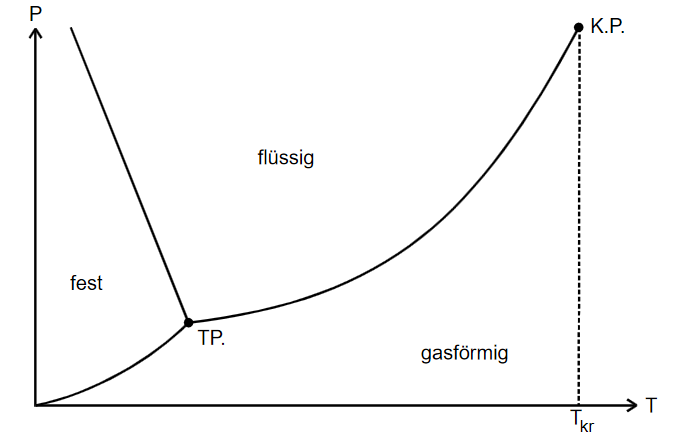 P
K.P.
flüssig
fest
TP.
gasförmig
T
Tkr